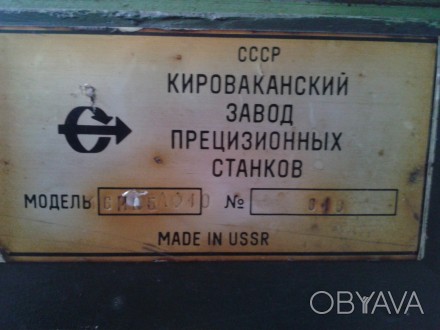 СССР
КИРОВАКАНСКИЙ
ЗАВОД
ПРЕЦИЗИОННЫХ
СТАНКОВ
МОДЕЛЬ №
MADE IN USSR
OBYAVA